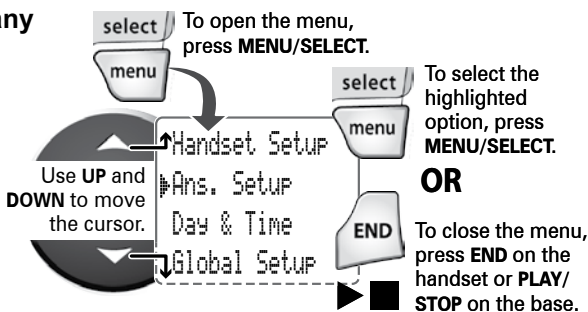 any
select
menu
To open the menu,
press MENU/SELECT.
Handset Setup
Ans. Setup
Day & Time
Global Setup
Use UP and
DOWN to move
the cursor.
select
menu
To select the
highlighted
option, press
MENU/SELECT.
OR
END
To close the menu,
press END on the
handset or PLAY/
STOP on the base.